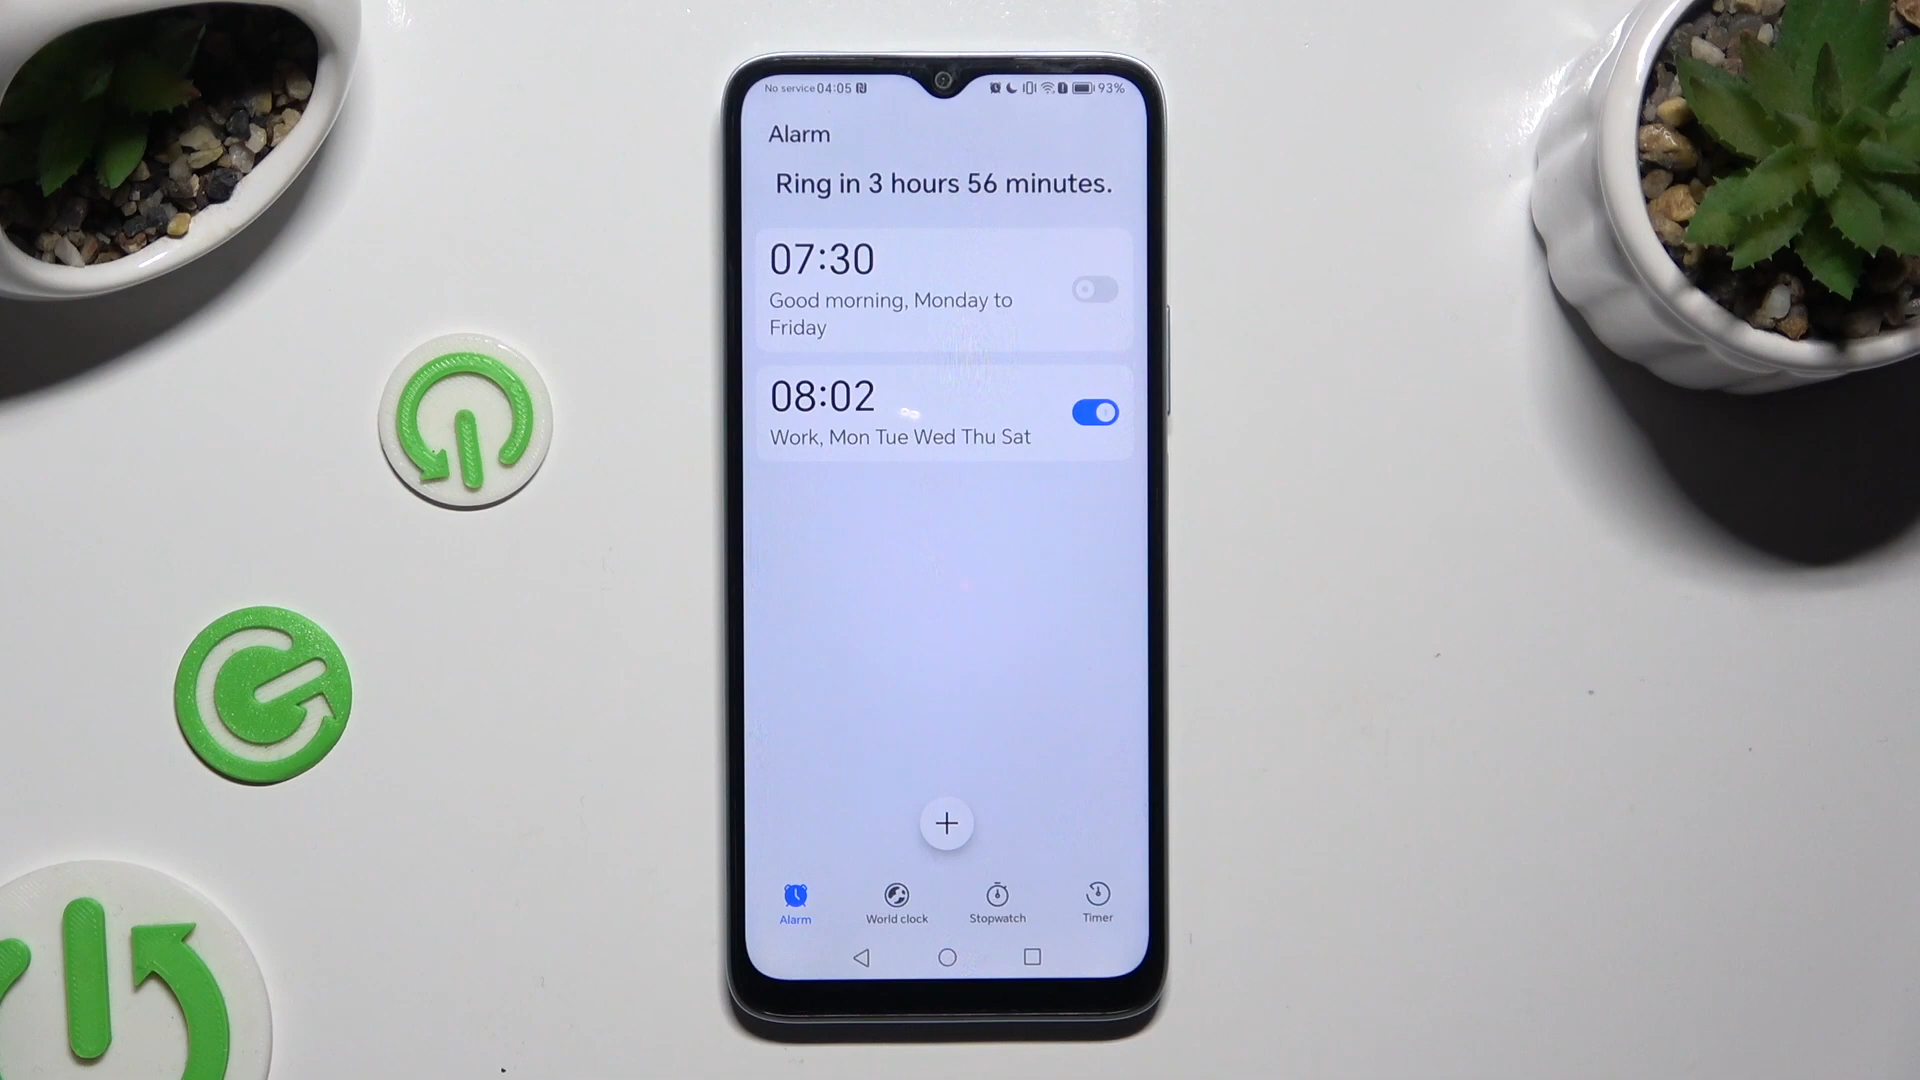 No service 04:05 93%
Alarm
Ring in 3 hours 56 minutes.
07:30
Good morning, Monday to
Friday
08:02
Work, Mon Tue Wed Thu Sat
Alarm World clock Stopwatch Timer